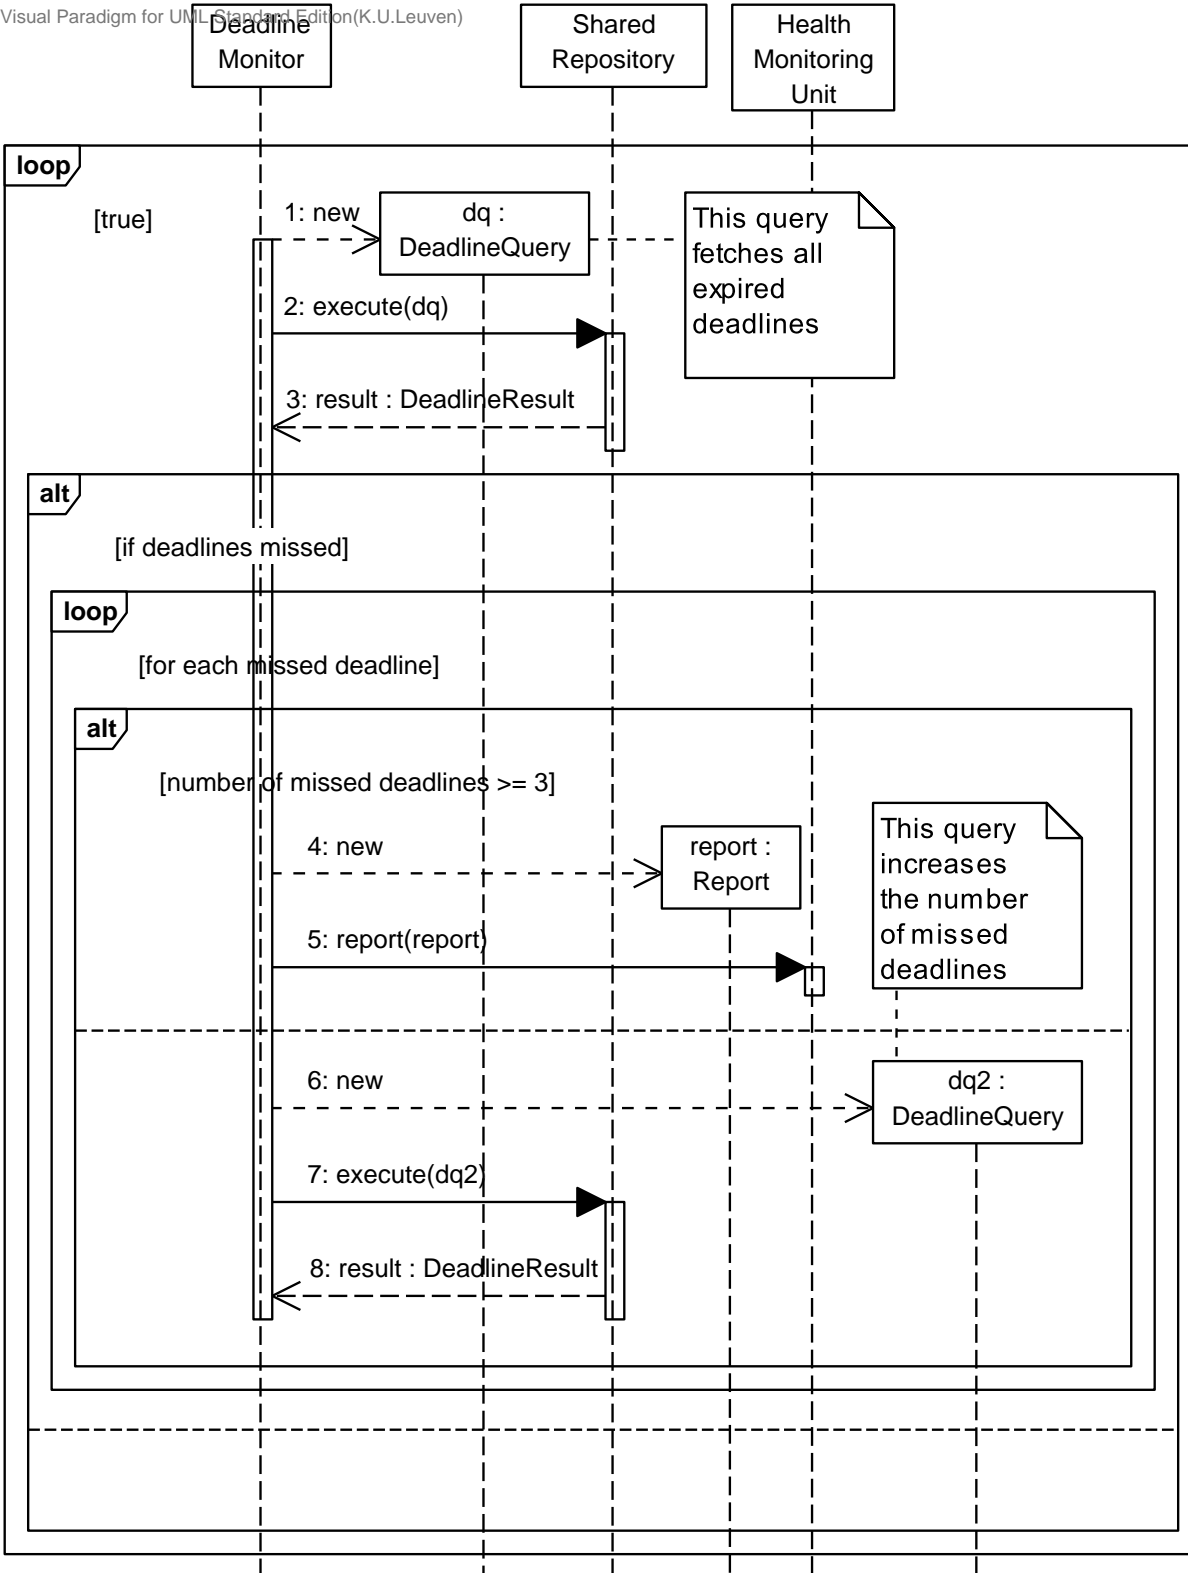 Visual Paradigm for UML Standard Edition(K.U.Leuven)
Deadline
Monitor
Shared
Repository
Health
Monitoring
Unit
loop
[true]
1: new
dq :
DeadlineQuery
This query
fetches all
expired
deadlines
2: execute(dq)
3: result : DeadlineResult
alt
[if deadlines missed]
loop
[for each missed deadline]
alt
[number of missed deadlines >= 3]
4: new
report :
Report
This query
increases
the number
of missed
deadlines
5: report(report)
6: new
dq2 :
DeadlineQuery
7: execute(dq2)
8: result : DeadlineResult